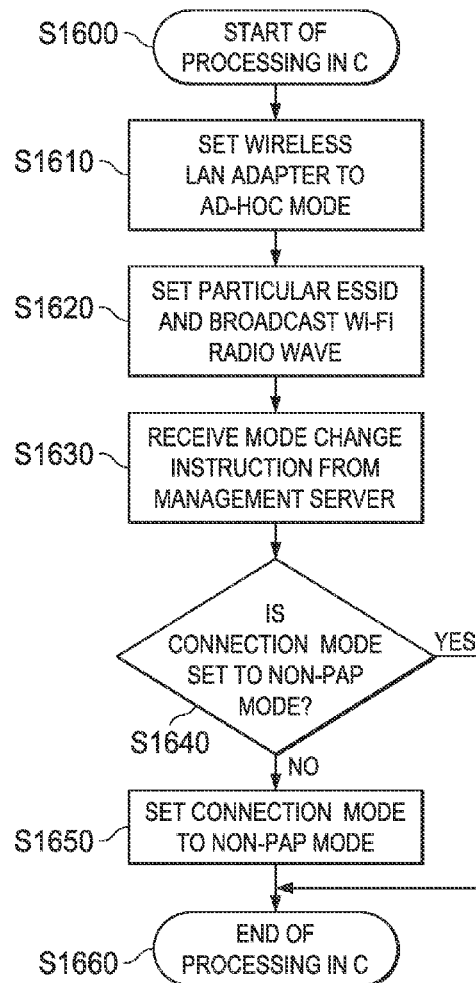 S1600
START OF
PROCESSING IN C
S1610
SET WIRELESS
LAN ADAPTER TO
AD-HOC MODE
S1620
SET PARTICULAR ESSID
AND BROADCAST WI-FI
RADIO WAVE
S1630
RECEIVE MODE CHANGE
INSTRUCTION FROM
MANAGEMENT SERVER
IS
CONNECTION MODE
SET TO NON-PAP
MODE?
YES
S1640
NO
S1650
SET CONNECTION MODE
TO NON-PAP MODE
END OF
PROCESSING IN C
S1660